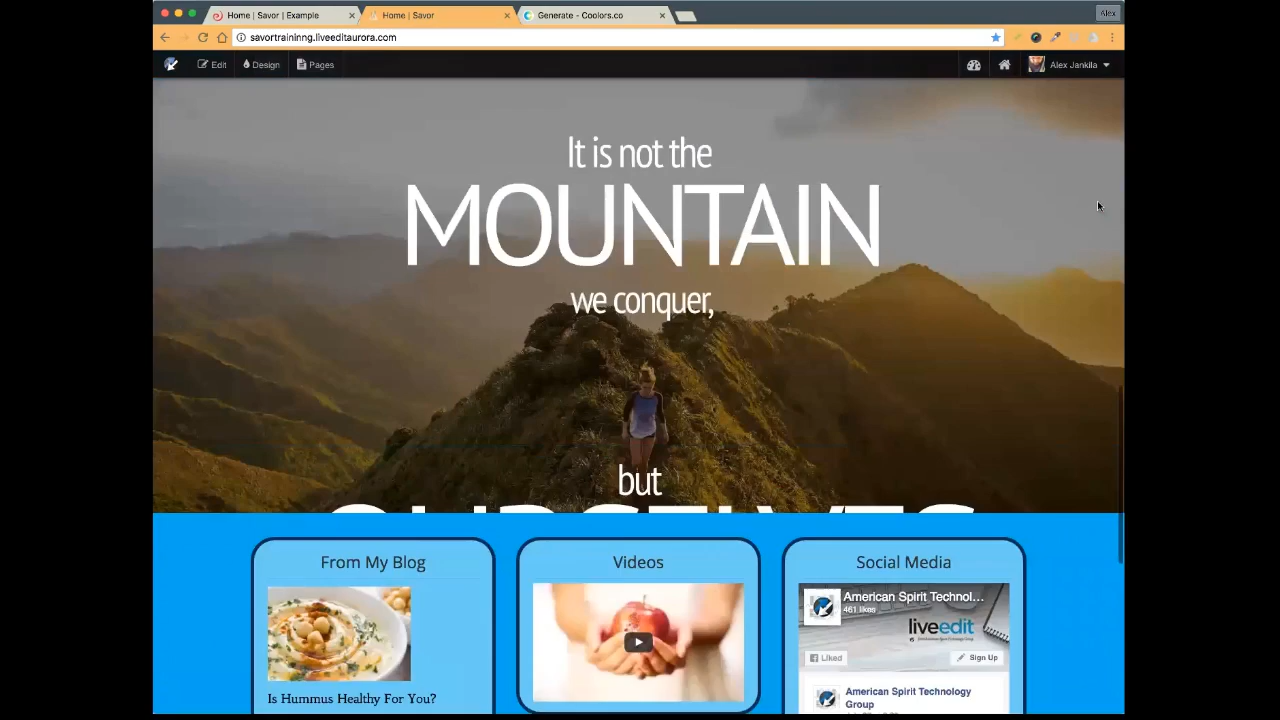 Home | Savor | Example
Home | Savor
Generate - Coolors.co
Alex
savortraininng.liveeditaurora.com
Edit
Design
Pages
Alex Jankila
It is not the
MOUNTAIN
we conquer,
but
OURSELVES
From My Blog
Videos
Social Media
American Spirit Technol...
461 likes
liveedit
Liked
Sign Up
Is Hummus Healthy For You?
American Spirit Technology
Group